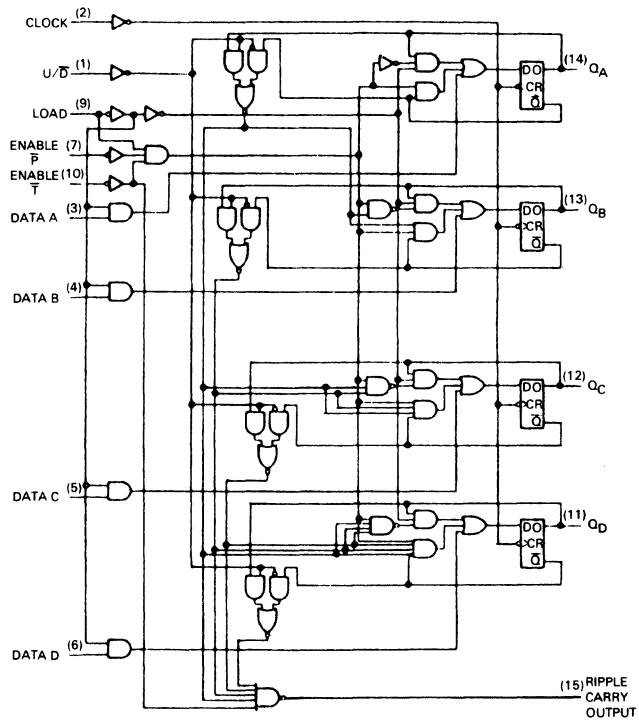 CLOCK (2)
U/D̅ (1)
LOAD (9)
ENABLE (7)
P̅
ENABLE (10)
T̅
DATA A (3)
DATA B (4)
DATA C (5)
DATA D (6)
DO
CR
Q̅
(14) QA
DO
CR
Q̅
(13) QB
DO
CR
Q̅
(12) QC
DO
CR
Q̅
(11) QD
(15) RIPPLE
CARRY
OUTPUT